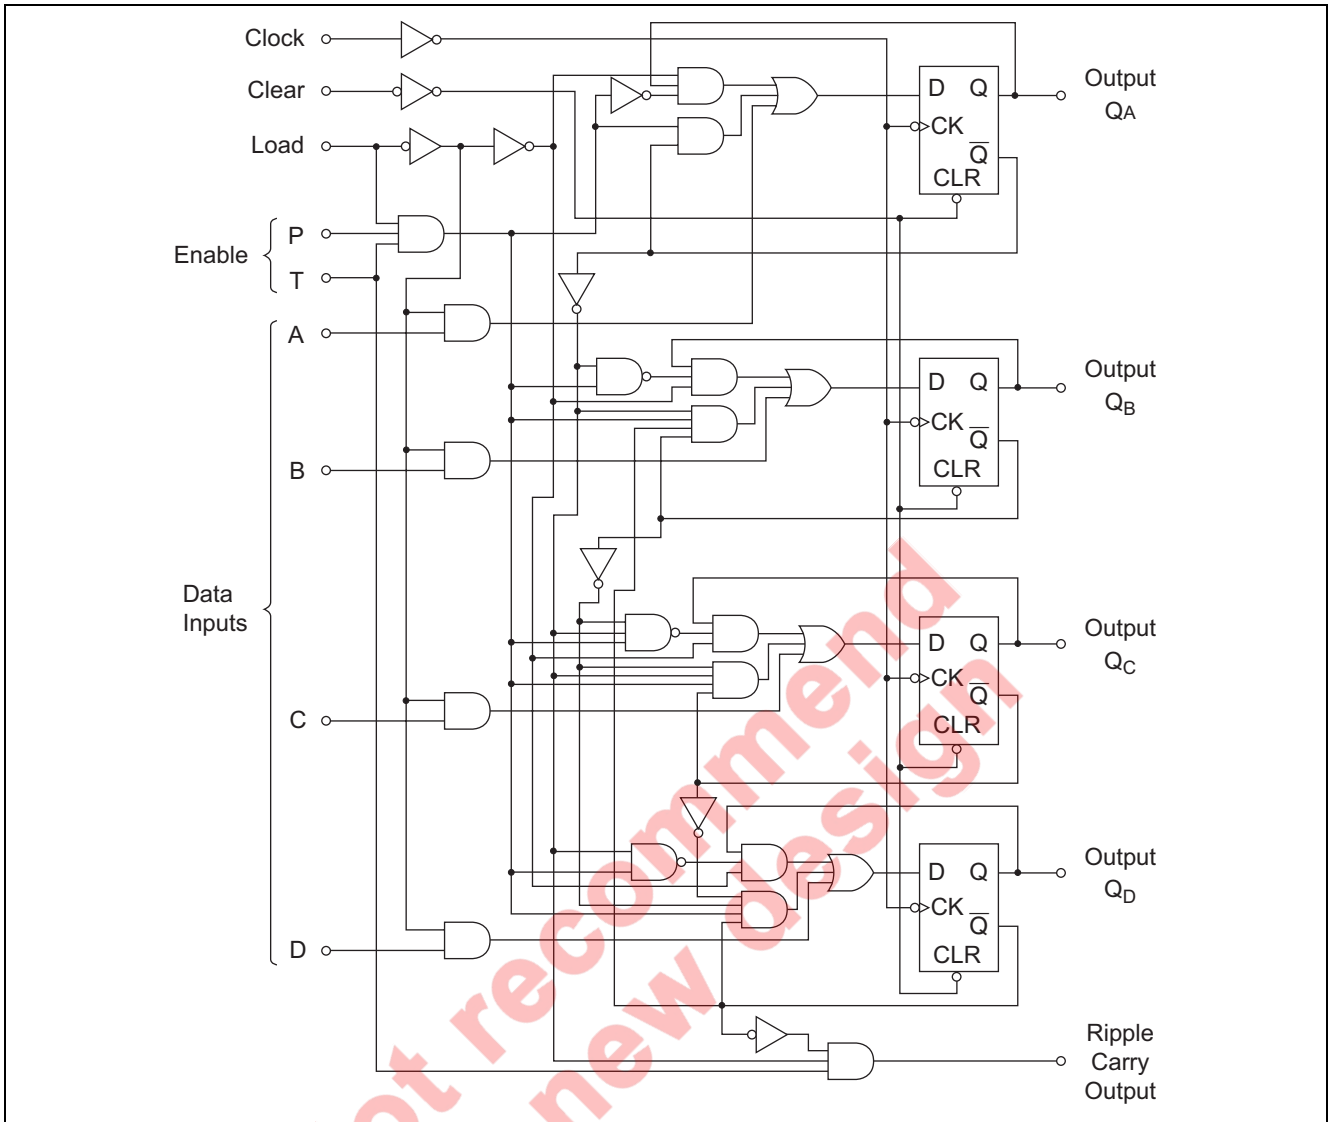 Clock
Clear
Load
Enable
P
T
A
B
Data
Inputs
C
D
D Q
CK
Q
CLR
Output
QA
D Q
CK
Q
CLR
Output
QB
D Q
CK
Q
CLR
Output
QC
D Q
CK
Q
CLR
Output
QD
Ripple
Carry
Output
ot recommend
new design